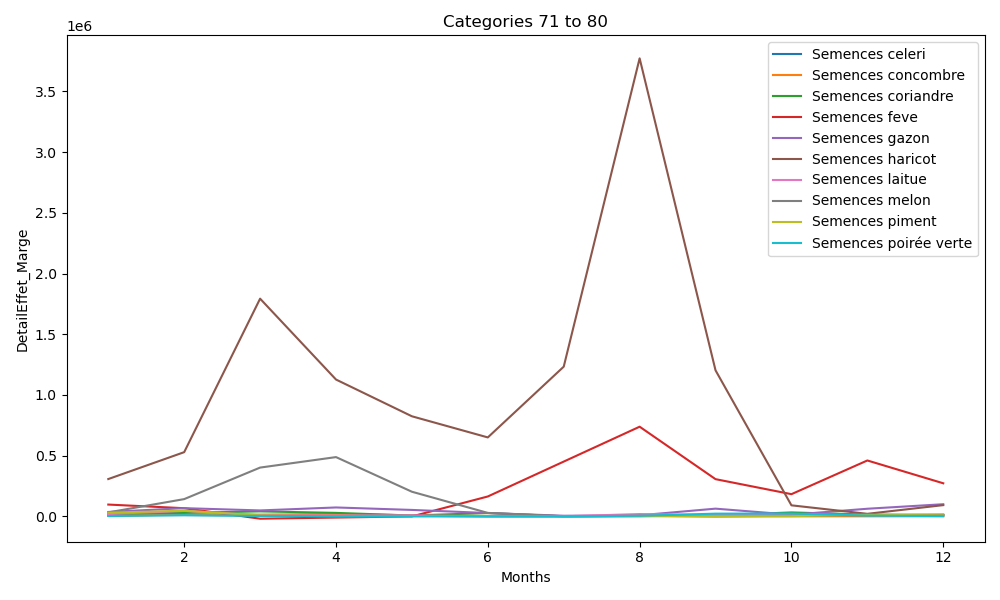 Categories 71 to 80
1e6
Semences celeri
Semences concombre
Semences coriandre
Semences feve
Semences gazon
Semences haricot
Semences laitue
Semences melon
Semences piment
Semences poirée verte
DetailEffet_Marge
3.5
3.0
2.5
2.0
1.5
1.0
0.5
0.0
2
4
6
8
10
12
Months